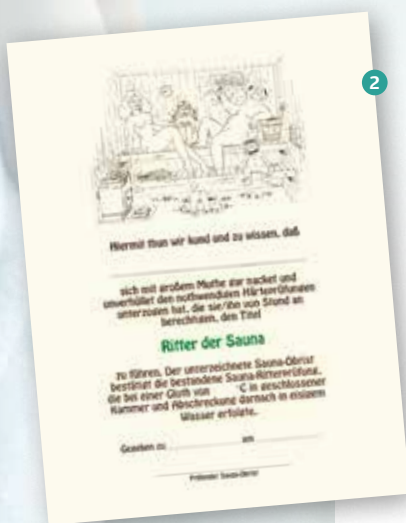 2
Hiermit thun wir kund und zu wissen, daß
sich mit großem Muthe gar nacket und
unverhüllet den nothwendigen Härteprüfungen
unterzogen hat, die sie/ihn von Stund an
berechtigen, den Titel
Ritter der Sauna
zu führen. Der unterzeichnete Sauna-Obrist
bestätigt die bestandene Sauna-Ritterprüfung,
die bei einer Gluth von °C in geschlossener
Kammer und Abschreckung darnach in eisigem
Wasser erfolgte.
Gegeben zu am
Sauna-Obrist